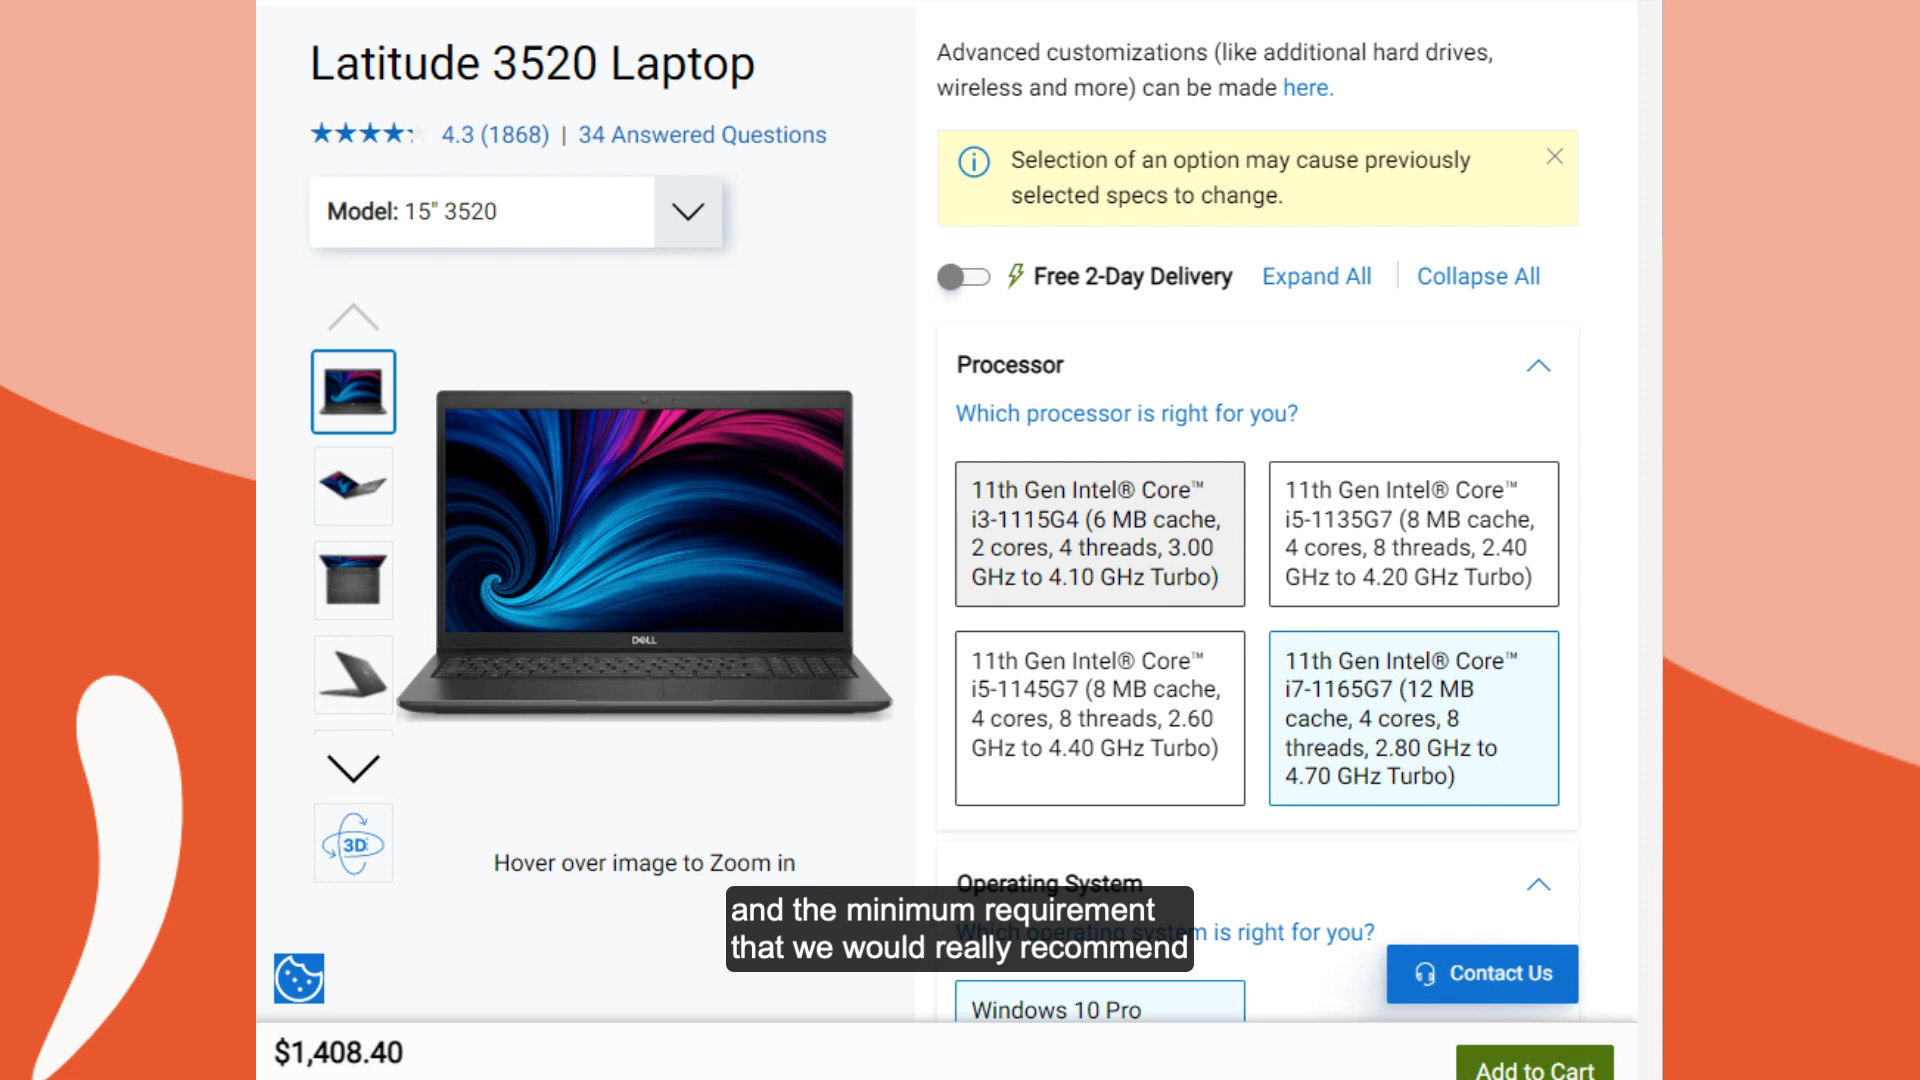 Latitude 3520 Laptop
4.3 (1868) | 34 Answered Questions
Model: 15" 3520
DELL
3D
Hover over image to Zoom in
Advanced customizations (like additional hard drives,
wireless and more) can be made here.
Selection of an option may cause previously
selected specs to change.
Free 2-Day Delivery Expand All Collapse All
Processor
Which processor is right for you?
11th Gen Intel® Core™
i3-1115G4 (6 MB cache,
2 cores, 4 threads, 3.00
GHz to 4.10 GHz Turbo)
11th Gen Intel® Core™
i5-1135G7 (8 MB cache,
4 cores, 8 threads, 2.40
GHz to 4.20 GHz Turbo)
11th Gen Intel® Core™
i5-1145G7 (8 MB cache,
4 cores, 8 threads, 2.60
GHz to 4.40 GHz Turbo)
11th Gen Intel® Core™
i7-1165G7 (12 MB
cache, 4 cores, 8
threads, 2.80 GHz to
4.70 GHz Turbo)
Operating System
Which operating system is right for you?
and the minimum requirement
that we would really recommend
Contact Us
Windows 10 Pro
$1,408.40
Add to Cart